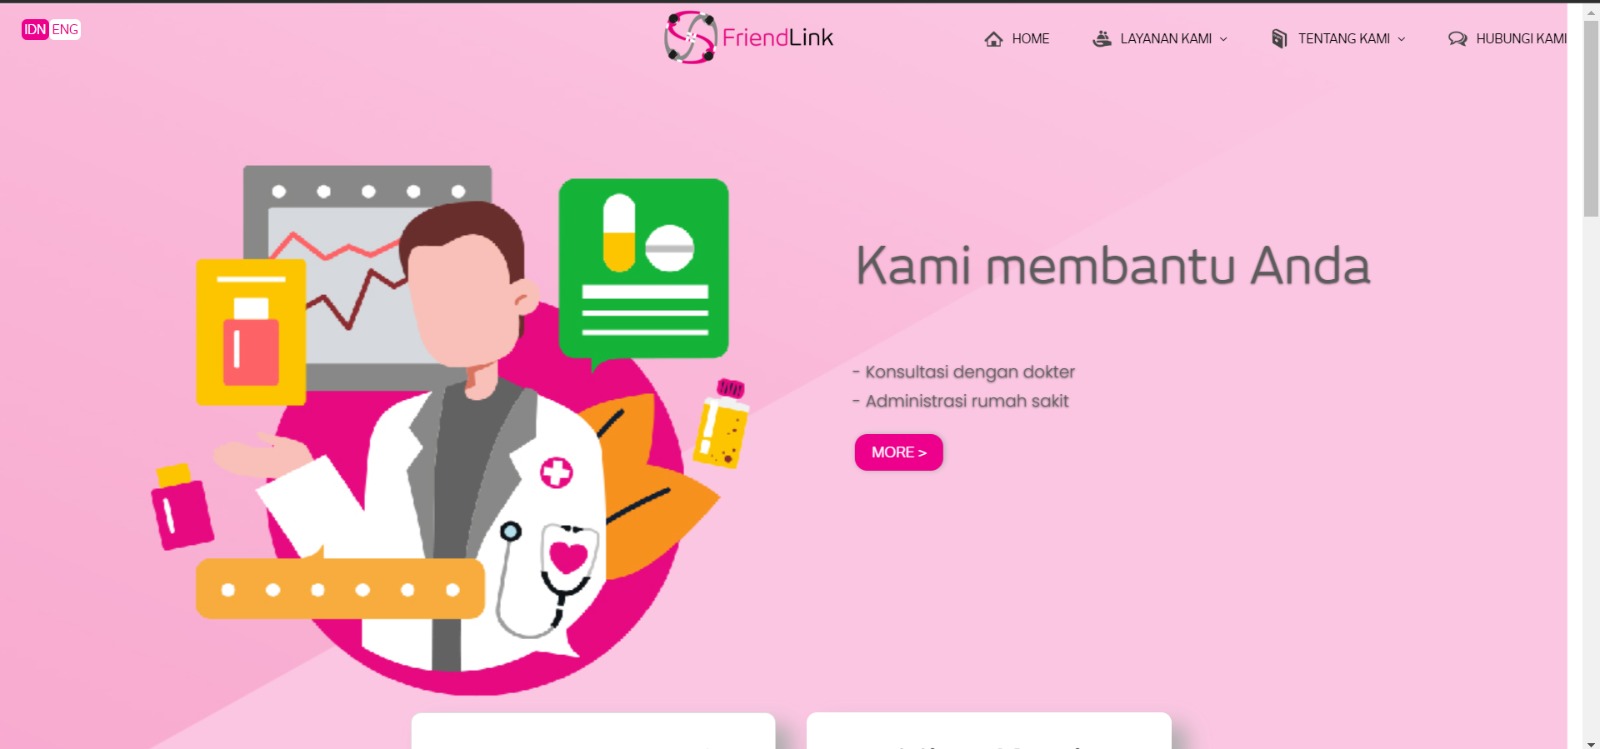 IDN ENG
FriendLink
HOME
LAYANAN KAMI
TENTANG KAMI
HUBUNGI KAMI
Kami membantu Anda
- Konsultasi dengan dokter
- Administrasi rumah sakit
MORE >